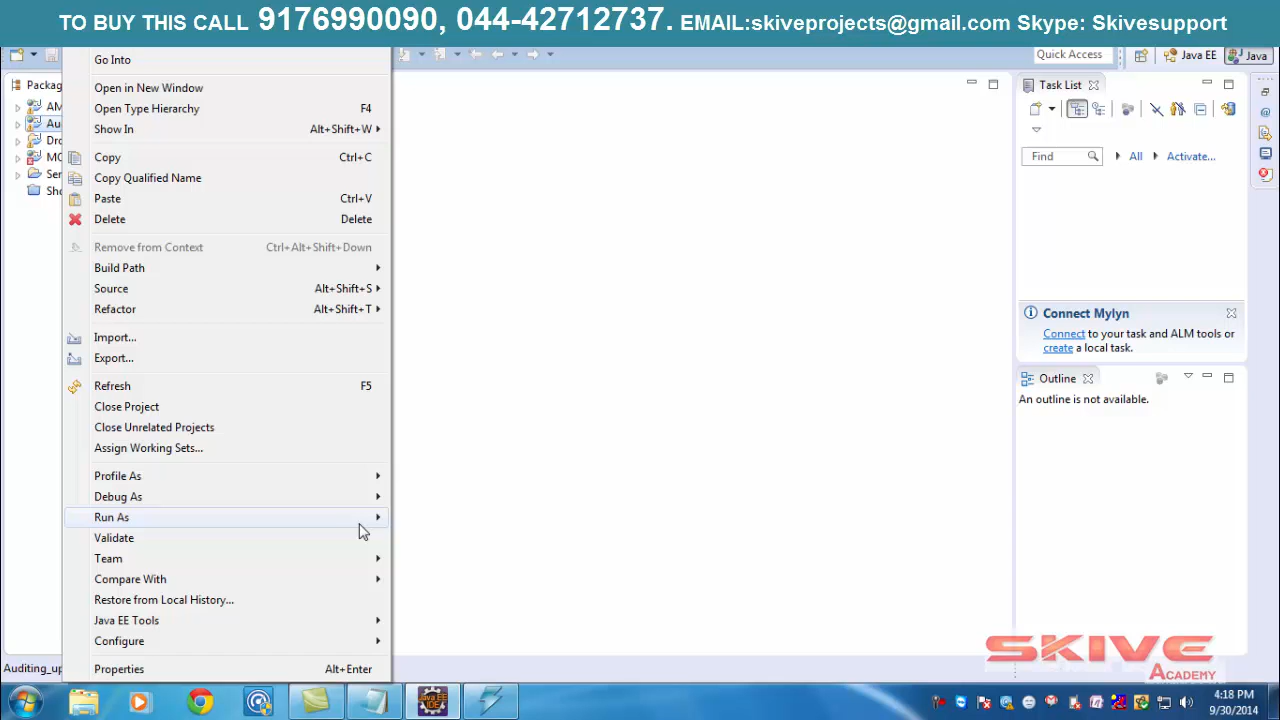 TO BUY THIS CALL 9176990090, 044-42712737. EMAIL:skiveprojects@gmail.com Skype: Skivesupport
Go Into
Quick Access
Java EE
Java
Packag
Task List
Open in New Window
Open Type Hierarchy F4
Show In Alt+Shift+W
Copy Ctrl+C
Find
All
Activate...
Copy Qualified Name
Paste Ctrl+V
Delete Delete
Remove from Context Ctrl+Alt+Shift+Down
Build Path
Source Alt+Shift+S
Refactor Alt+Shift+T
Connect Mylyn
Connect to your task and ALM tools or
create a local task.
Import...
Export...
Outline
Refresh F5
An outline is not available.
Close Project
Close Unrelated Projects
Assign Working Sets...
Profile As
Debug As
Run As
Validate
Team
Compare With
Restore from Local History...
Java EE Tools
Configure
SKIVE
ACADEMY
Auditing_up
Properties Alt+Enter
Java EE
IDE
4:18 PM
9/30/2014